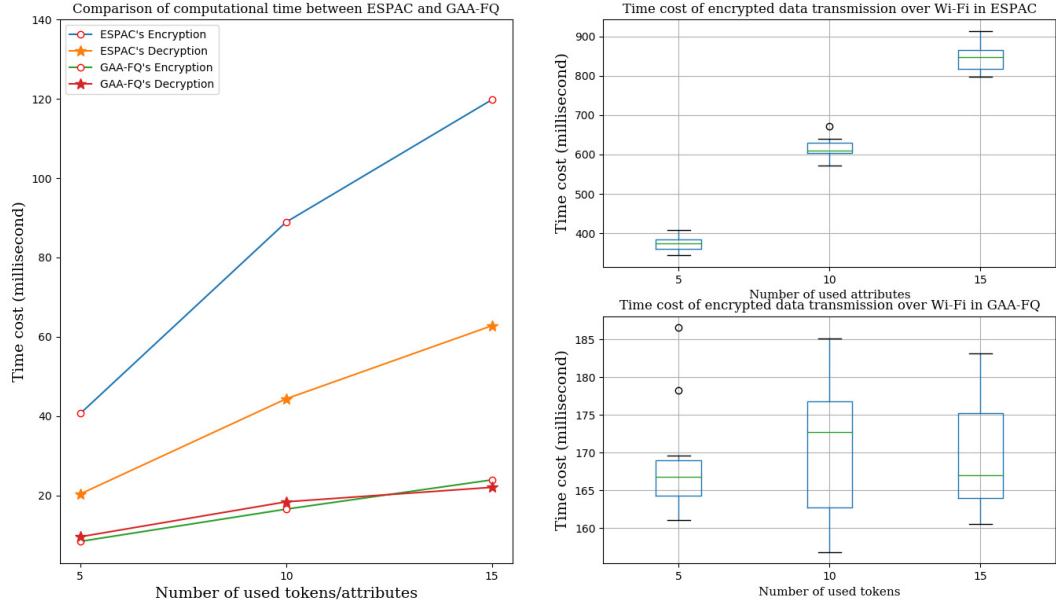 Comparison of computational time between ESPAC and GAA-FQ
140
120
100
80
60
40
20
Time cost (millisecond)
ESPAC's Encryption
ESPAC's Decryption
GAA-FQ's Encryption
GAA-FQ's Decryption
5
10
15
Number of used tokens/attributes
Time cost of encrypted data transmission over Wi-Fi in ESPAC
900
800
700
600
500
400
Time cost (millisecond)
5
10
15
Number of used attributes
Time cost of encrypted data transmission over Wi-Fi in GAA-FQ
185
180
175
170
165
160
Time cost (millisecond)
5
10
15
Number of used tokens